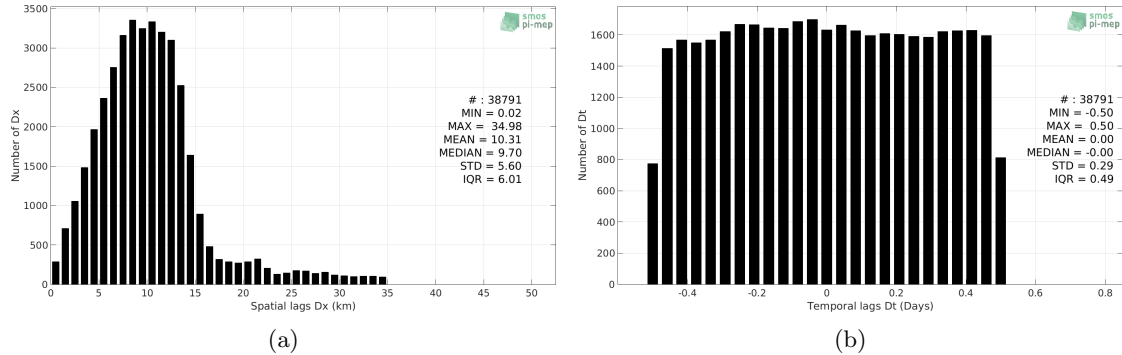 3500
3000
2500
2000
1500
1000
500
0
Number of Dx
0 5 10 15 20 25 30 35 40 45 50
Spatial lags Dx (km)
smos
pi-mep
# : 38791
MIN = 0.02
MAX = 34.98
MEAN = 10.31
MEDIAN = 9.70
STD = 5.60
IQR = 6.01
(a)
1600
1400
1200
1000
800
600
400
200
0
Number of Dt
-0.4 -0.2 0 0.2 0.4 0.6 0.8
Temporal lags Dt (Days)
smos
pi-mep
# : 38791
MIN = -0.50
MAX = 0.50
MEAN = 0.00
MEDIAN = -0.00
STD = 0.29
IQR = 0.49
(b)